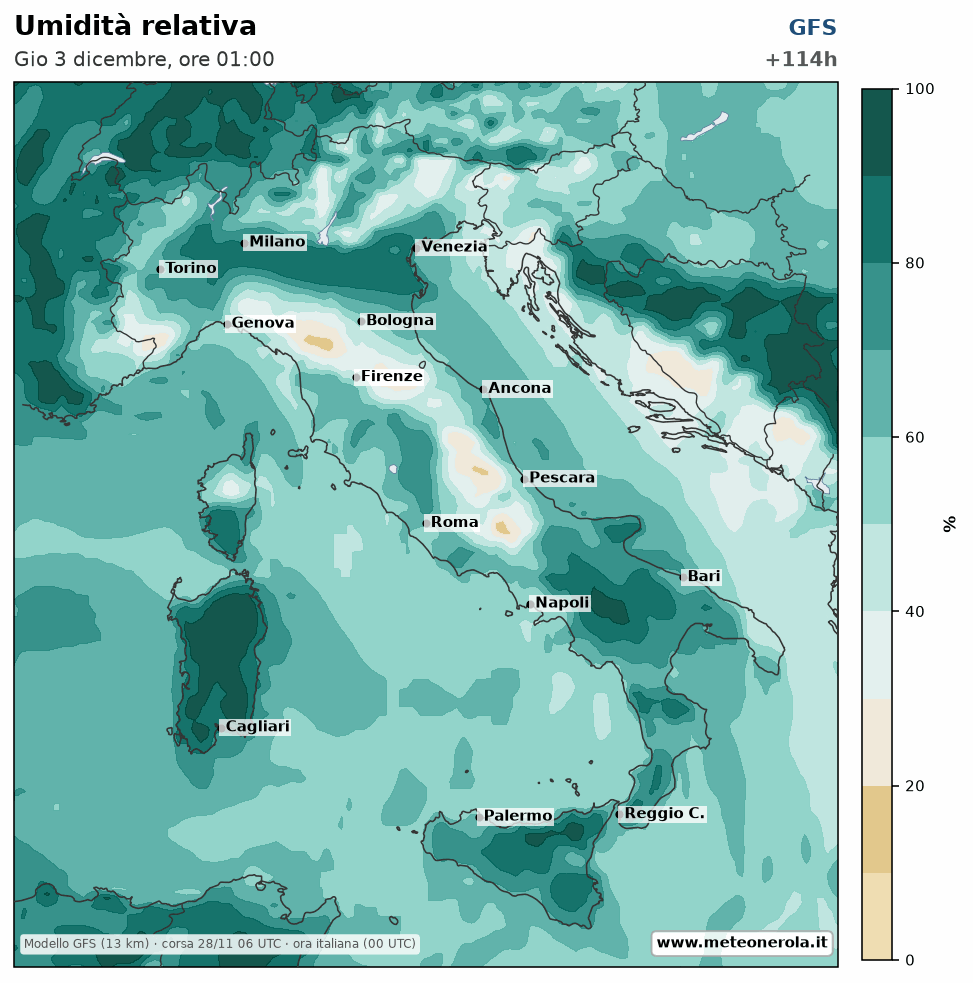 Umidità relativa
GFS
Gio 3 dicembre, ore 01:00
+114h
100
80
60
40
20
0
%
Milano
Venezia
Torino
Genova
Bologna
Firenze
Ancona
Pescara
Roma
Bari
Napoli
Cagliari
Palermo
Reggio C.
Modello GFS (13 km) · corsa 28/11 06 UTC · ora italiana (00 UTC)
www.meteonerola.it